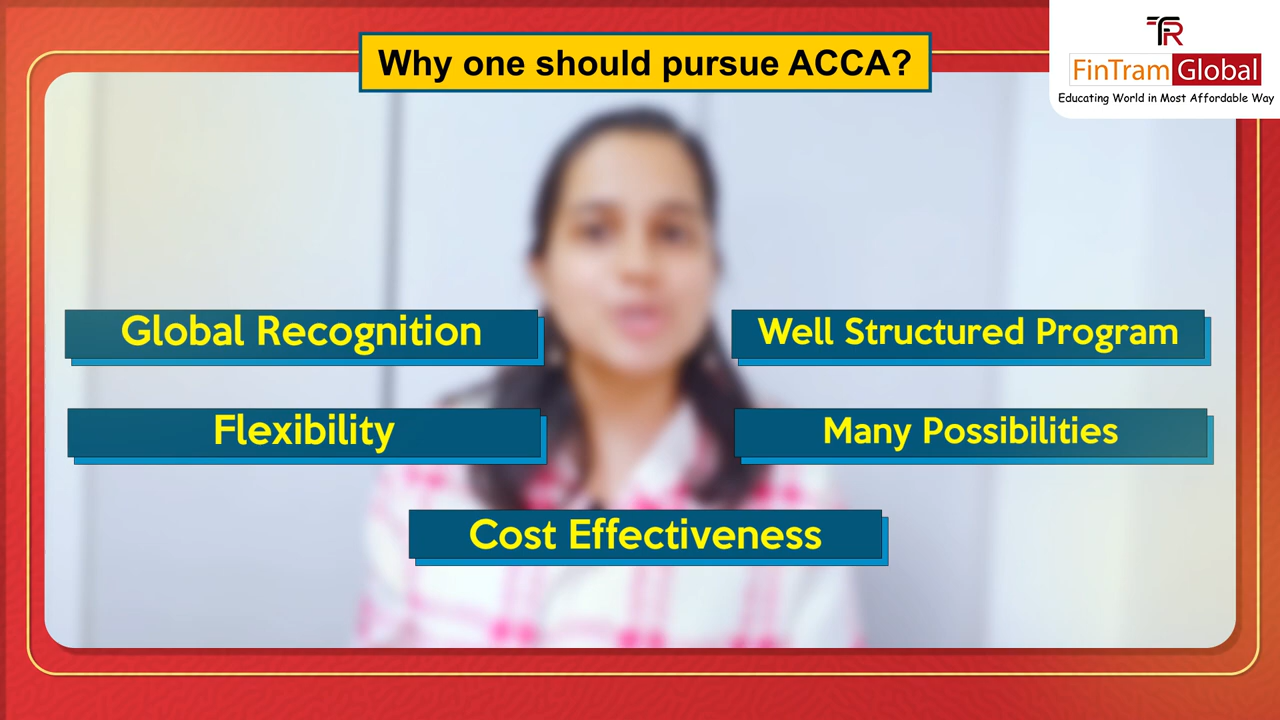 Why one should pursue ACCA?
TR
FinTram Global
Educating World in Most Affordable Way
Global Recognition
Well Structured Program
Flexibility
Many Possibilities
Cost Effectiveness